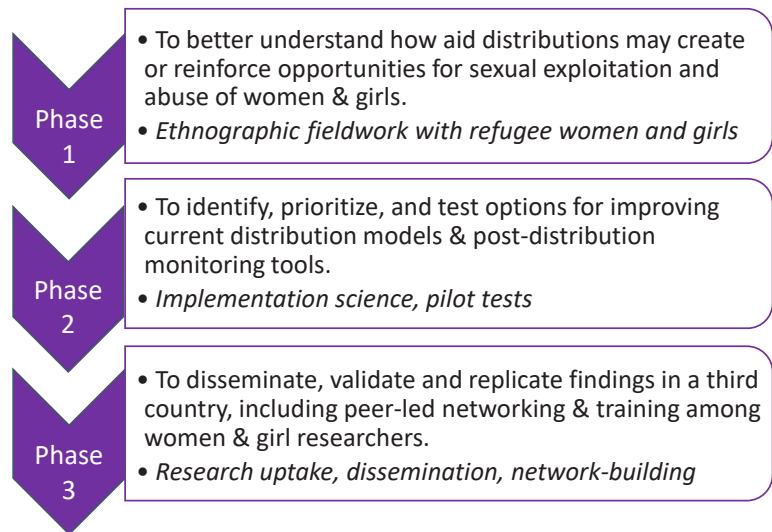 Phase
1
• To better understand how aid distributions may create
or reinforce opportunities for sexual exploitation and
abuse of women & girls.
• Ethnographic fieldwork with refugee women and girls
Phase
2
• To identify, prioritize, and test options for improving
current distribution models & post-distribution
monitoring tools.
• Implementation science, pilot tests
Phase
3
• To disseminate, validate and replicate findings in a third
country, including peer-led networking & training among
women & girl researchers.
• Research uptake, dissemination, network-building